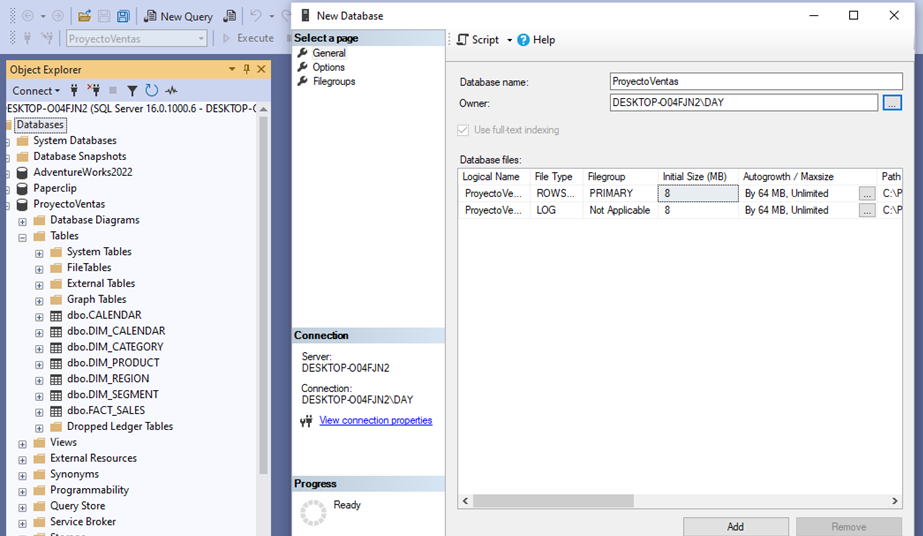 New Query
ProyectoVentas
Execute
Object Explorer
Connect
ESKTOP-O04FJN2 (SQL Server 16.0.1000.6 - DESKTOP-O
Databases
System Databases
Database Snapshots
AdventureWorks2022
Paperclip
ProyectoVentas
Database Diagrams
Tables
System Tables
FileTables
External Tables
Graph Tables
dbo.CALENDAR
dbo.DIM_CALENDAR
dbo.DIM_CATEGORY
dbo.DIM_PRODUCT
dbo.DIM_REGION
dbo.DIM_SEGMENT
dbo.FACT_SALES
Dropped Ledger Tables
Views
External Resources
Synonyms
Programmability
Query Store
Service Broker
New Database
Select a page
General
Options
Filegroups
Connection
Server:
DESKTOP-O04FJN2
Connection:
DESKTOP-O04FJN2\DAY
View connection properties
Progress
Ready
Script Help
Database name: ProyectoVentas
Owner: DESKTOP-O04FJN2\DAY ...
Use full-text indexing
Database files:
Logical Name File Type Filegroup Initial Size (MB) Autogrowth / Maxsize Path
ProyectoVe... ROWS... PRIMARY 8 By 64 MB, Unlimited ... C:\P
ProyectoVe... LOG Not Applicable 8 By 64 MB, Unlimited ... C:\P
Add Remove